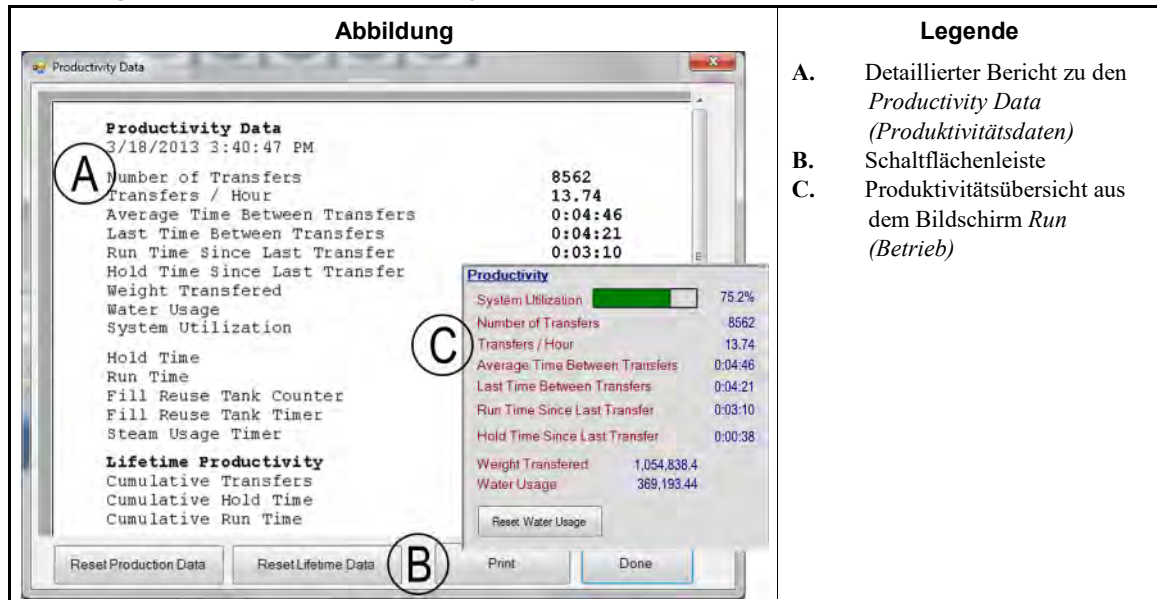 Abbildung
Productivity Data
Productivity Data
3/18/2013 3:40:47 PM
A
Number of Transfers 8562
Transfers / Hour 13.74
Average Time Between Transfers 0:04:46
Last Time Between Transfers 0:04:21
Run Time Since Last Transfer 0:03:10
Hold Time Since Last Transfer
Weight Transfered
Water Usage
System Utilization
Hold Time
Run Time
Fill Reuse Tank Counter
Fill Reuse Tank Timer
Steam Usage Timer
Lifetime Productivity
Cumulative Transfers
Cumulative Hold Time
Cumulative Run Time
Productivity
System Utilization 75.2%
Number of Transfers 8562
C
Transfers / Hour 13.74
Average Time Between Transfers 0:04:46
Last Time Between Transfers 0:04:21
Run Time Since Last Transfer 0:03:10
Hold Time Since Last Transfer 0:00:38
Weight Transfered 1,054,838.4
Water Usage 369,193.44
Reset Water Usage
Reset Production Data Reset Lifetime Data B Print Done
Legende
A. Detaillierter Bericht zu den
Productivity Data
(Produktivitätsdaten)
B. Schaltflächenleiste
C. Produktivitätsübersicht aus
dem Bildschirm Run
(Betrieb)